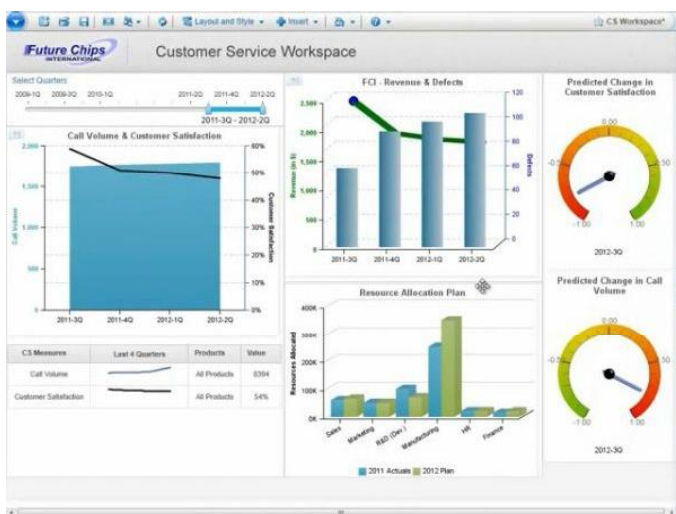 Layout and Style
Insert
CS Workspace*
Future Chips
INTERNATIONAL
Customer Service Workspace
Select Quarters
2009-1Q 2009-3Q 2010-1Q 2011-2Q 2011-4Q 2012-2Q
2011-3Q - 2012-2Q
Call Volume & Customer Satisfaction
2,000
1,500
1,000
500
0
Call Volume
60%
50%
40%
30%
20%
10%
0%
Customer Satisfaction
2011-3Q 2011-4Q 2012-1Q 2012-2Q
CS Measures Last 4 Quarters Products Value
Call Volume All Products 8394
Customer Satisfaction All Products 54%
FCI - Revenue & Defects
2,500
2,000
1,500
1,000
500
0
Revenue (in $)
120
100
80
60
40
20
0
Defects
2011-3Q 2011-4Q 2012-1Q 2012-2Q
Resource Allocation Plan
400K
300K
200K
100K
0K
Resources Allocated
Sales Marketing R&D (Dev.) Manufacturing HR Finance
2011 Actuals 2012 Plan
Predicted Change in
Customer Satisfaction
0.00
-0.50
-1.00 1.00
2012-3Q
Predicted Change in Call
Volume
0.00
-0.50
-1.00 1.00
2012-3Q